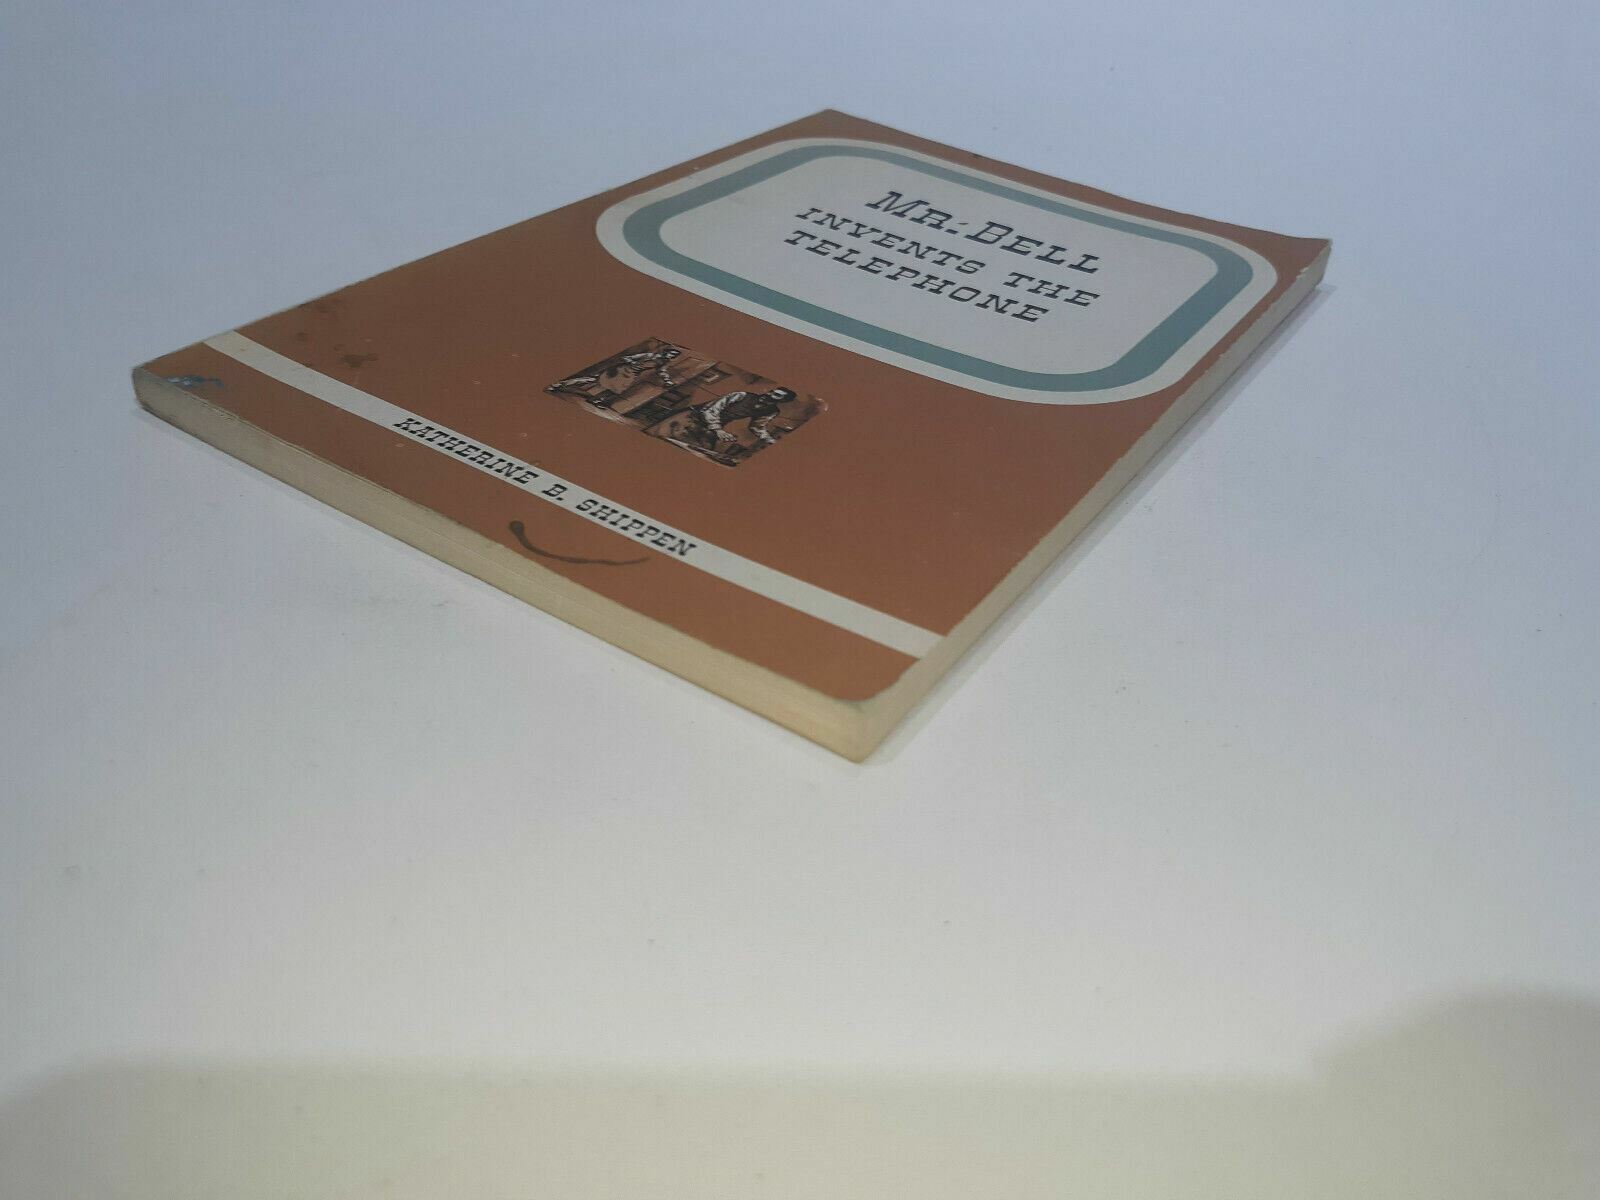 MR. BELL
INVENTS THE
TELEPHONE
KATHERINE B. SHIPPEN